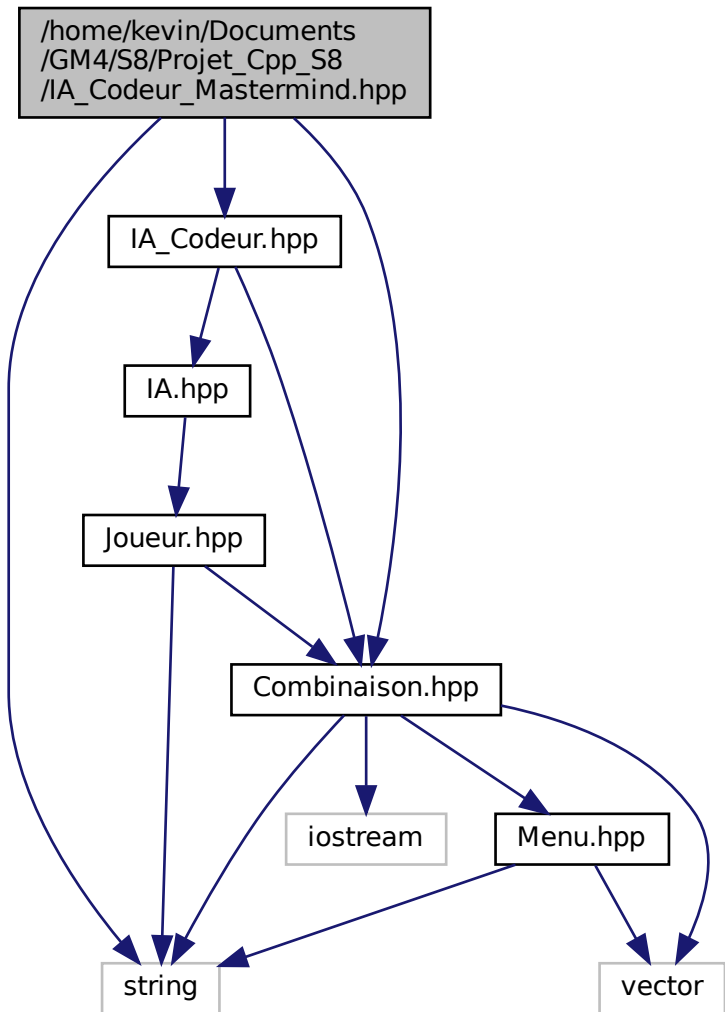 /home/kevin/Documents
/GM4/S8/Projet_Cpp_S8
/IA_Codeur_Mastermind.hpp
IA_Codeur.hpp
IA.hpp
Joueur.hpp
Combinaison.hpp
iostream
Menu.hpp
string
vector